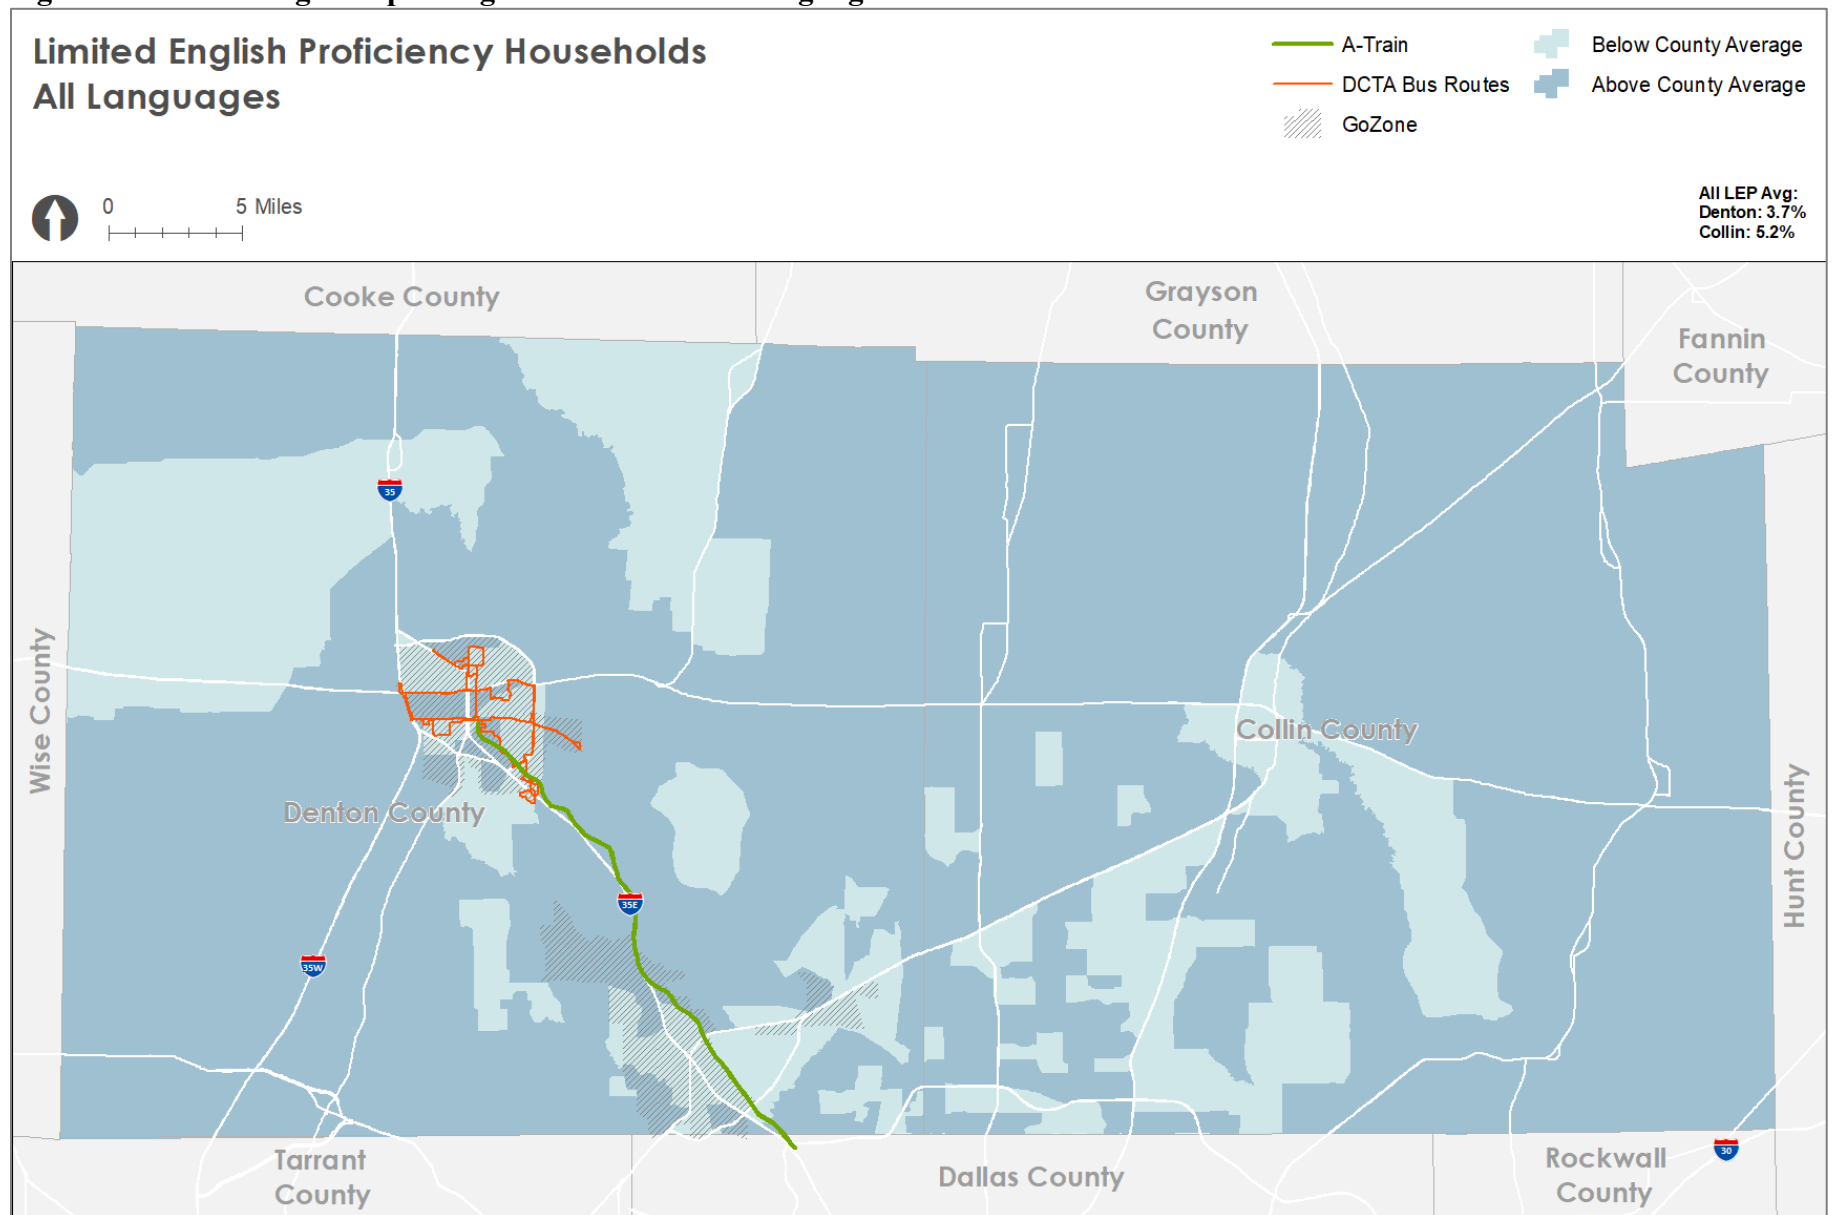 Limited English Proficiency Households
All Languages
A-Train
DCTA Bus Routes
GoZone
Below County Average
Above County Average
0 5 Miles
All LEP Avg:
Denton: 3.7%
Collin: 5.2%
Cooke County
Grayson
County
Fannin
County
35
Wise County
Collin County
Denton County
Hunt County
35E
35W
Tarrant
County
Dallas County
Rockwall
County
30